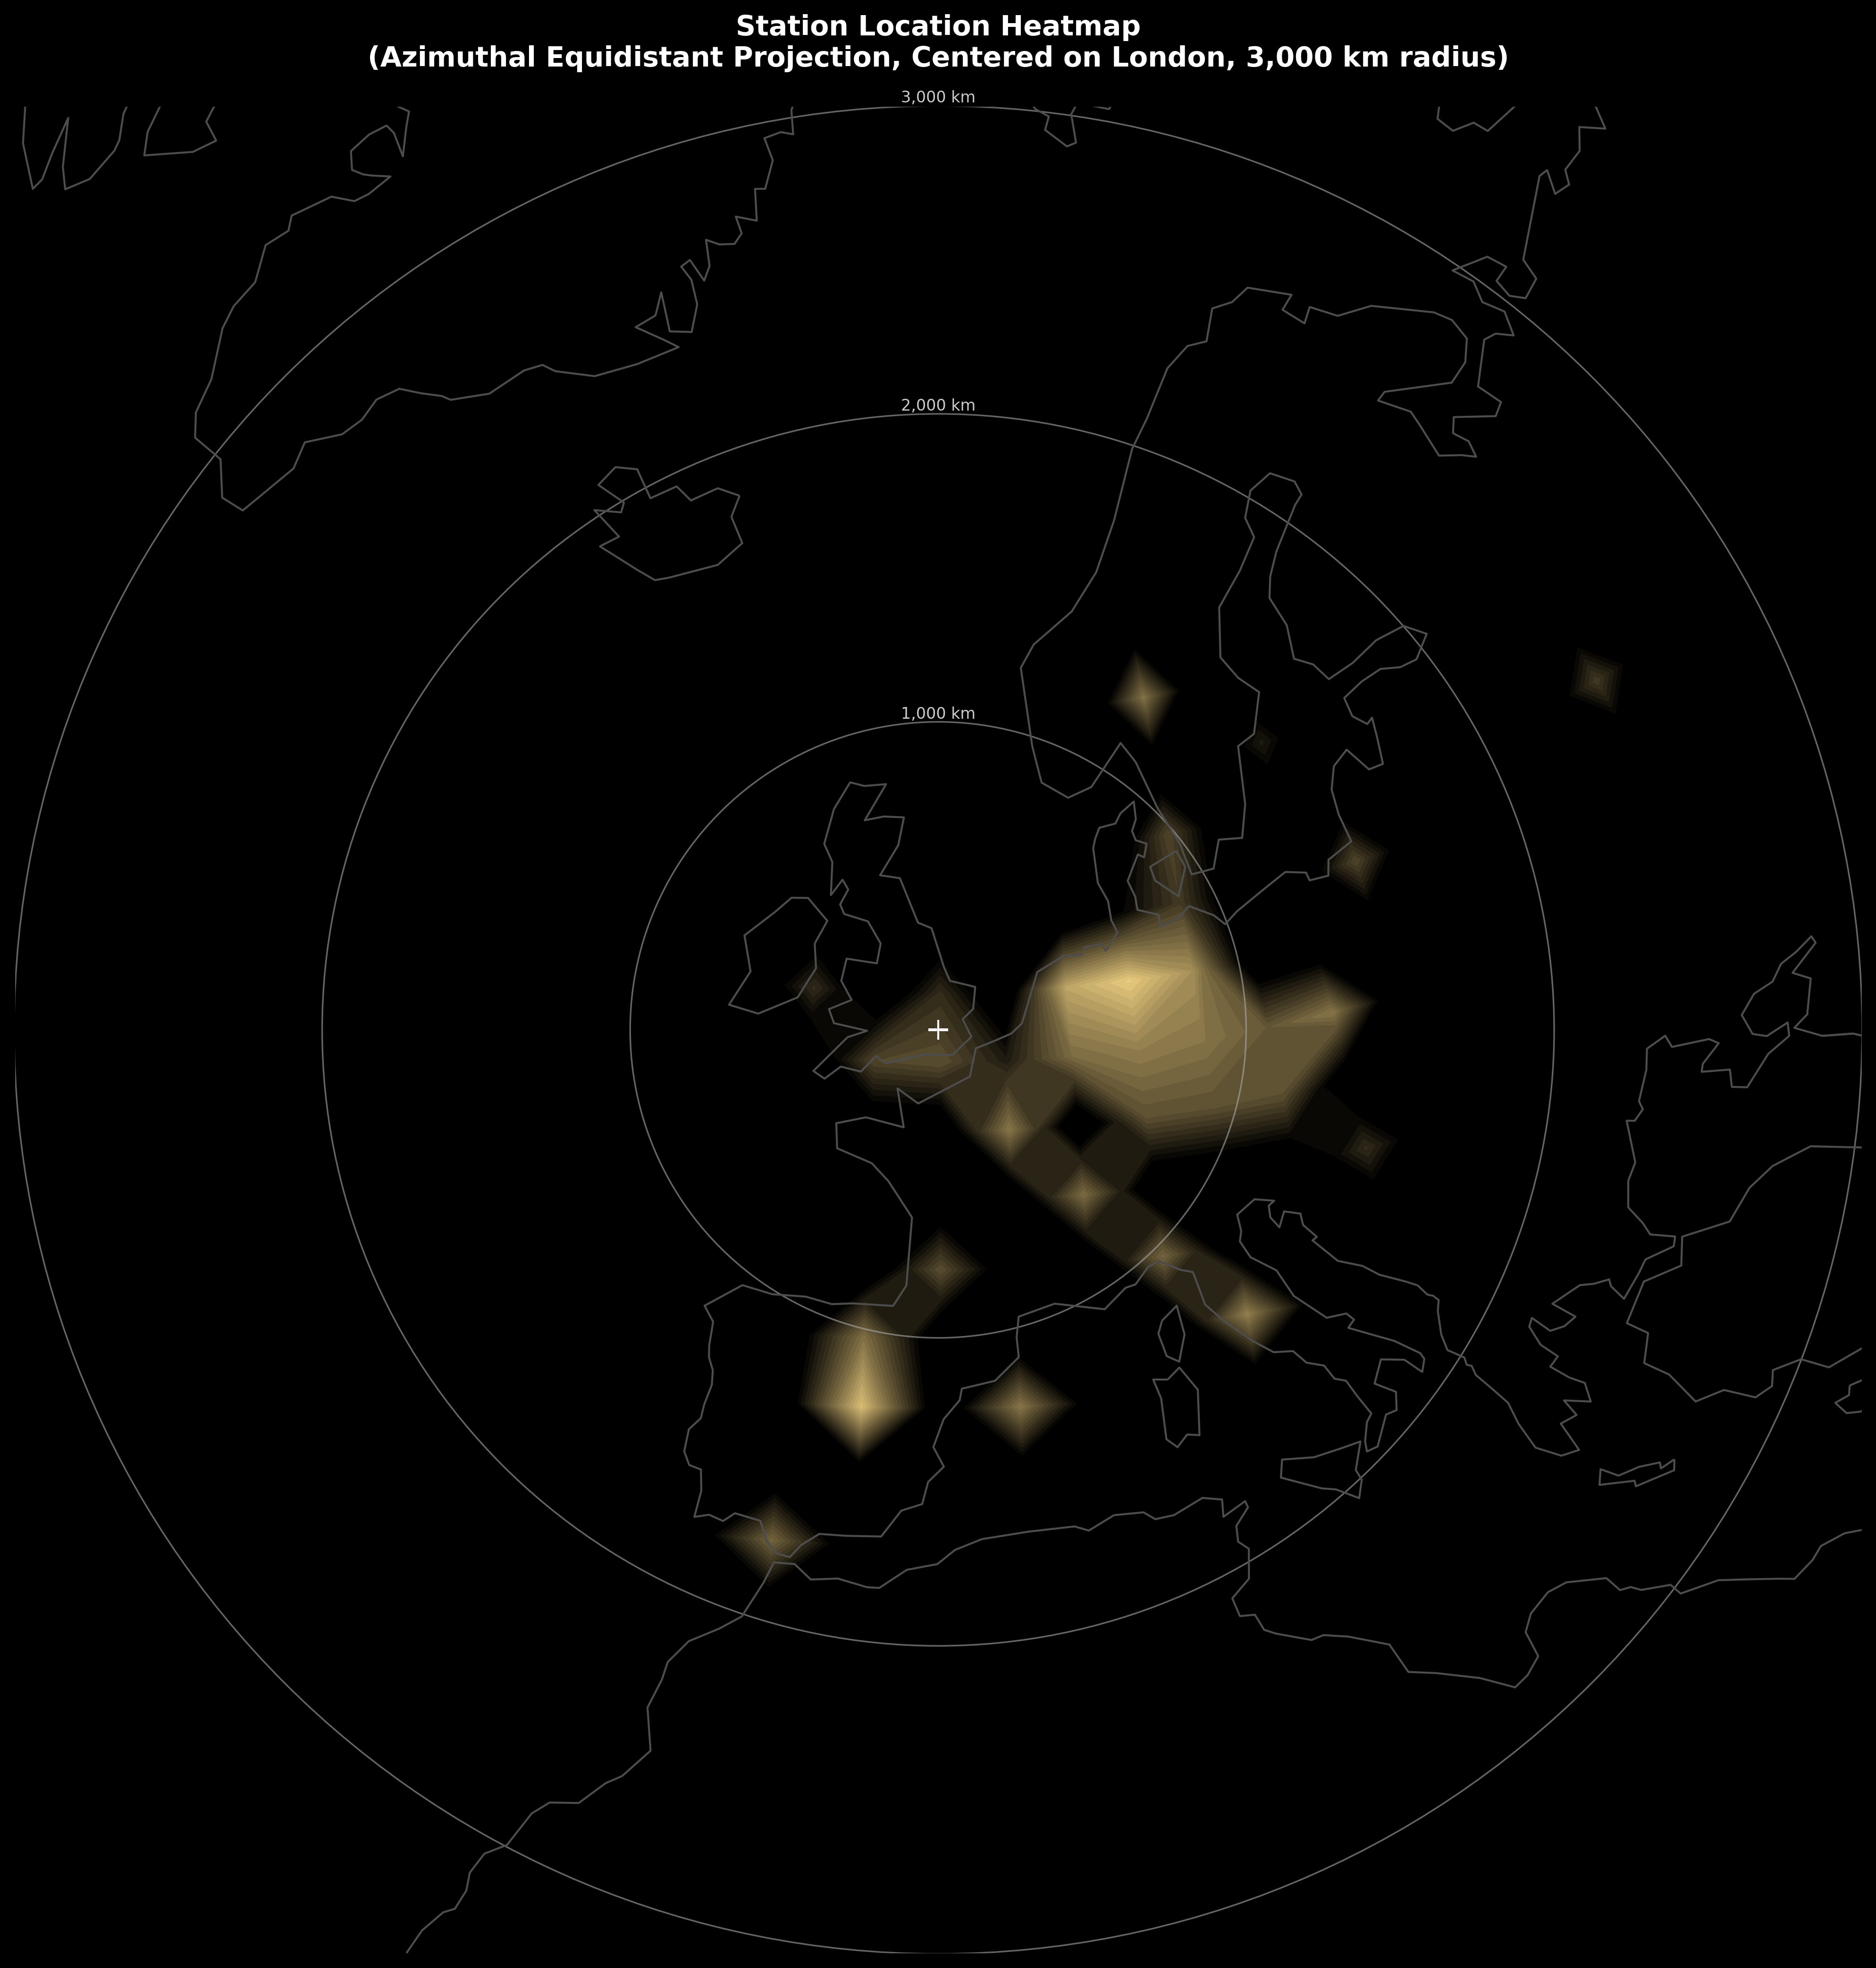 Station Location Heatmap
(Azimuthal Equidistant Projection, Centered on London, 3,000 km radius)
3,000 km
2,000 km
1,000 km